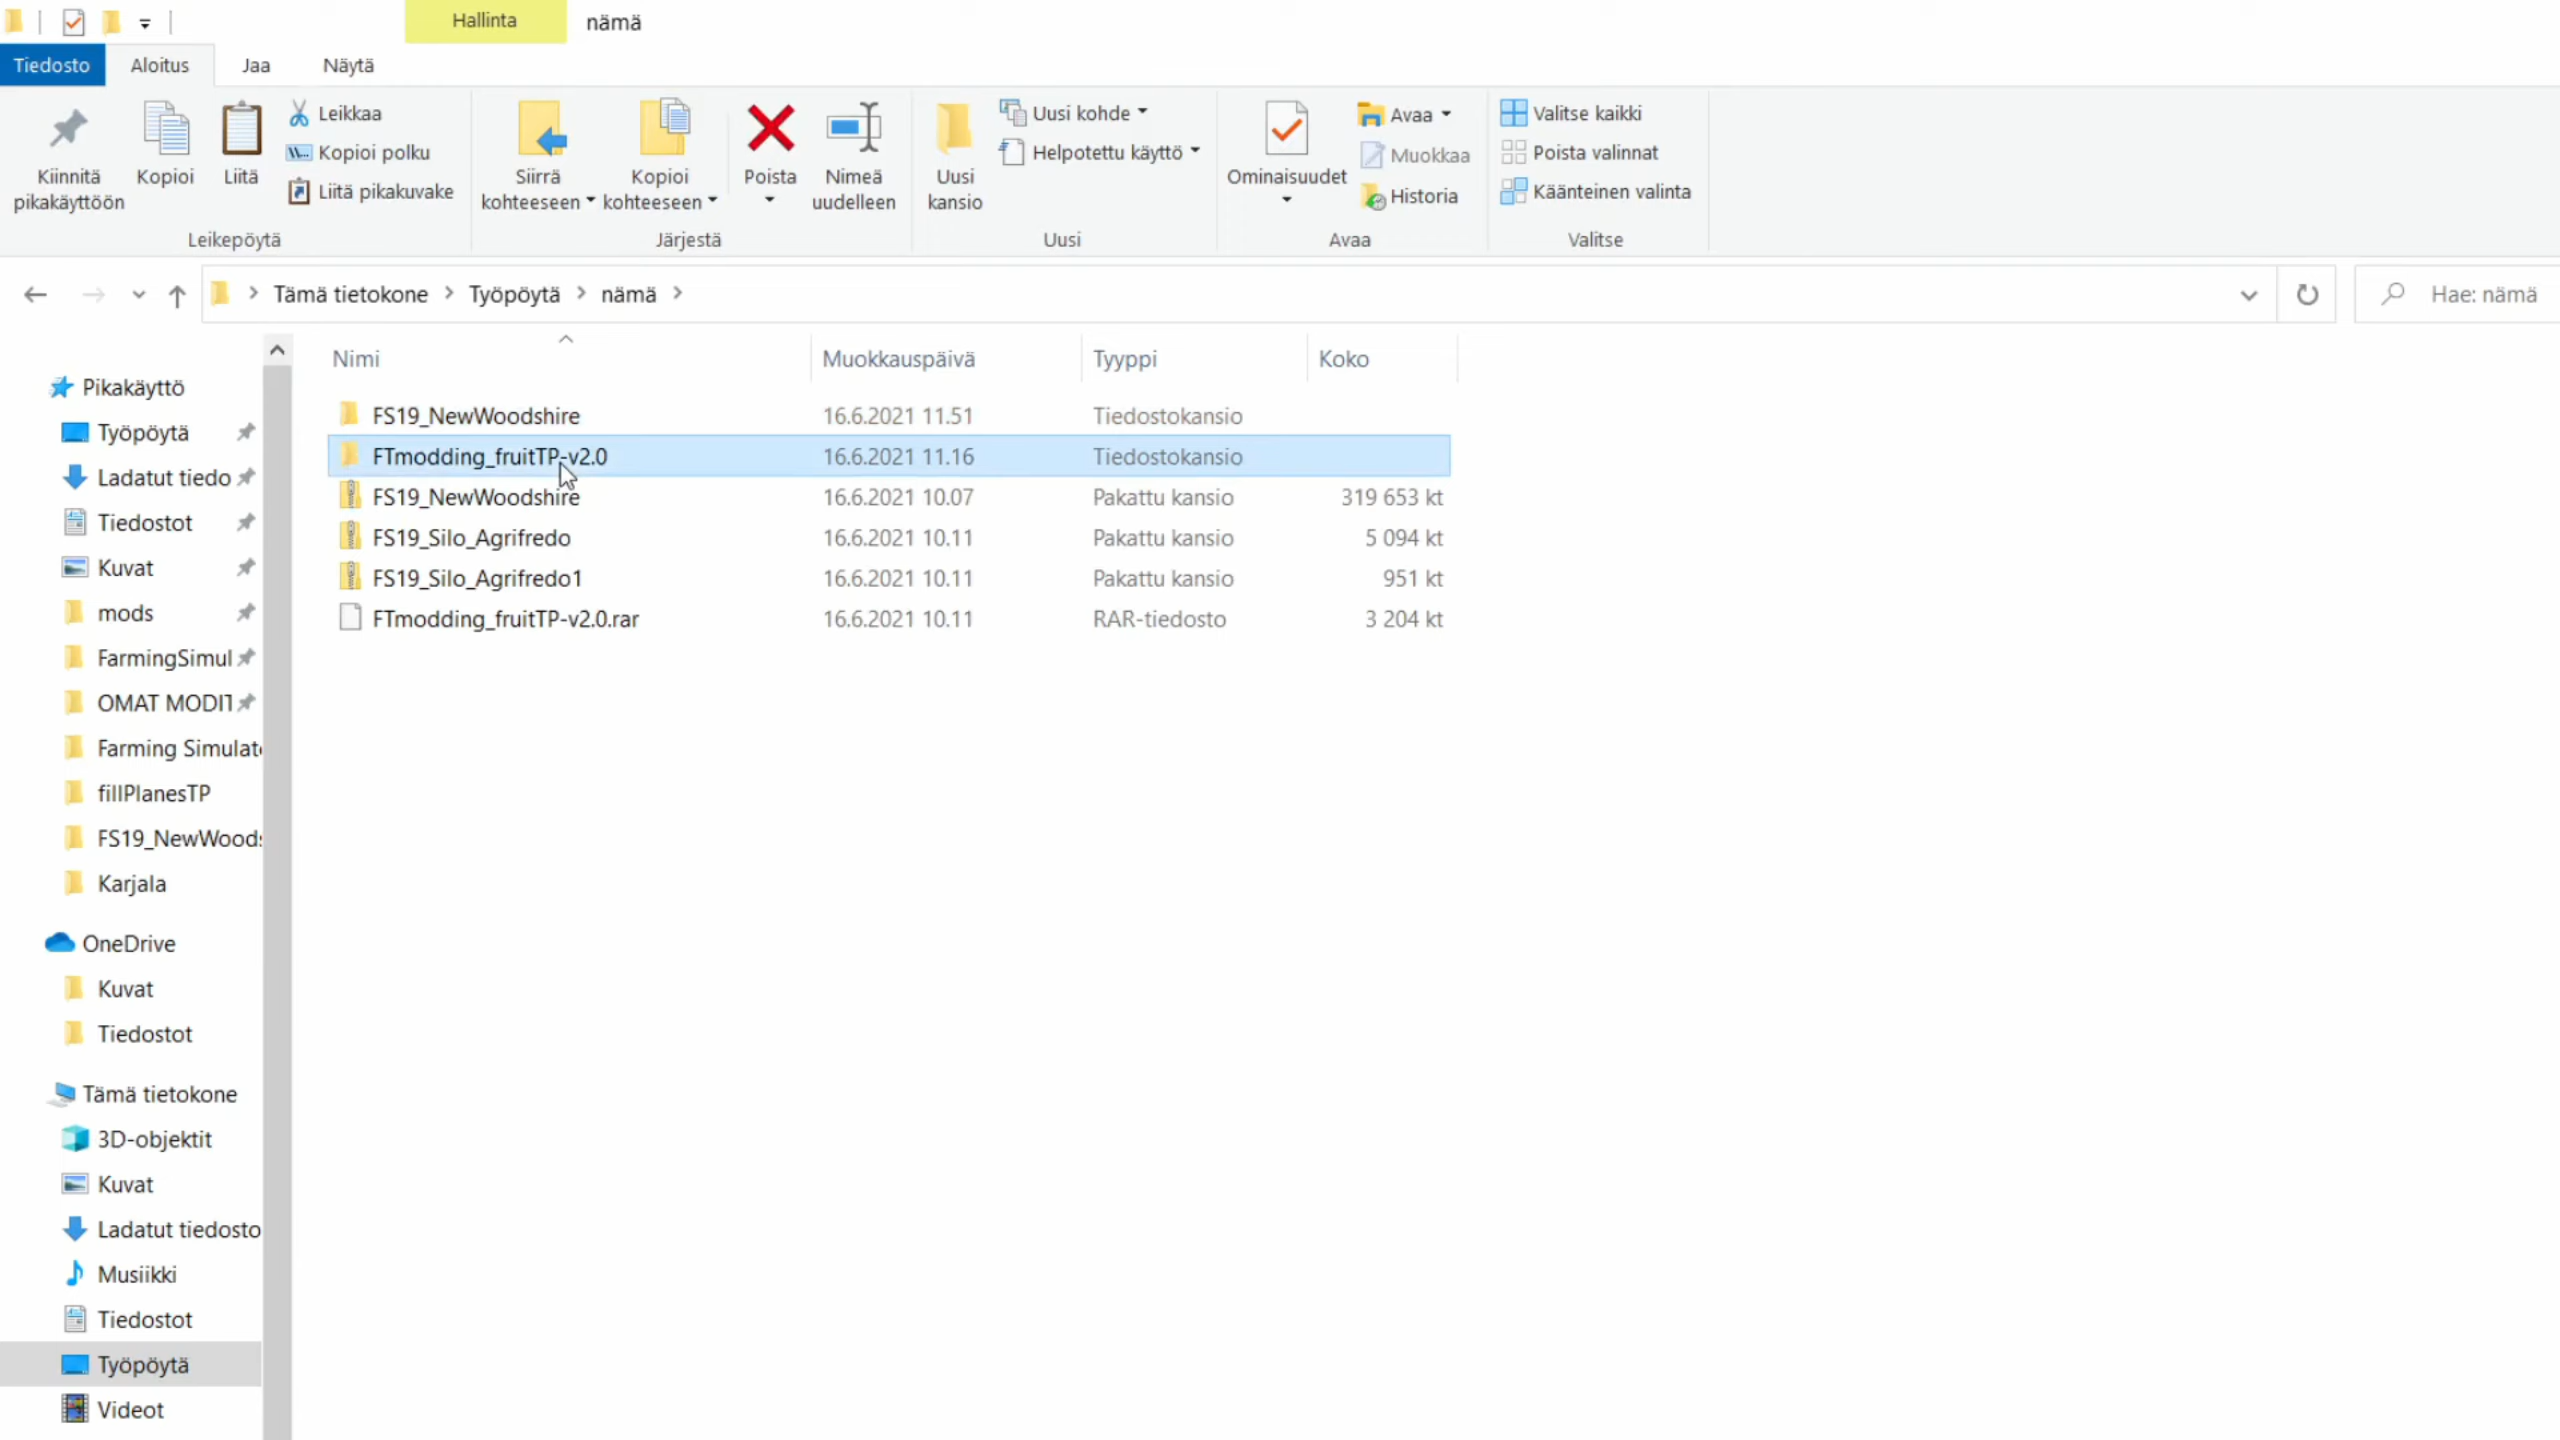 Hallinta
nämä
Tiedosto
Aloitus
Jaa
Näytä
Kiinnitä
pikakäyttöön
Kopioi
Liitä
Leikkaa
Kopioi polku
Liitä pikakuvake
Leikepöytä
Siirrä
kohteeseen
Kopioi
kohteeseen
Poista
Nimeä
uudelleen
Järjestä
Uusi
kansio
Uusi kohde
Helpotettu käyttö
Uusi
Ominaisuudet
Avaa
Muokkaa
Historia
Avaa
Valitse kaikki
Poista valinnat
Käänteinen valinta
Valitse
Tämä tietokone > Työpöytä > nämä >
Hae: nämä
Nimi
Muokkauspäivä
Tyyppi
Koko
FS19_NewWoodshire 16.6.2021 11.51 Tiedostokansio
FTmodding_fruitTP-v2.0 16.6.2021 11.16 Tiedostokansio
FS19_NewWoodshire 16.6.2021 10.07 Pakattu kansio 319 653 kt
FS19_Silo_Agrifredo 16.6.2021 10.11 Pakattu kansio 5 094 kt
FS19_Silo_Agrifredo1 16.6.2021 10.11 Pakattu kansio 951 kt
FTmodding_fruitTP-v2.0.rar 16.6.2021 10.11 RAR-tiedosto 3 204 kt
Pikakäyttö
Työpöytä
Ladatut tiedo
Tiedostot
Kuvat
mods
FarmingSimul
OMAT MODIT
Farming Simulato
fillPlanesTP
FS19_NewWoods
Karjala
OneDrive
Kuvat
Tiedostot
Tämä tietokone
3D-objektit
Kuvat
Ladatut tiedosto
Musiikki
Tiedostot
Työpöytä
Videot